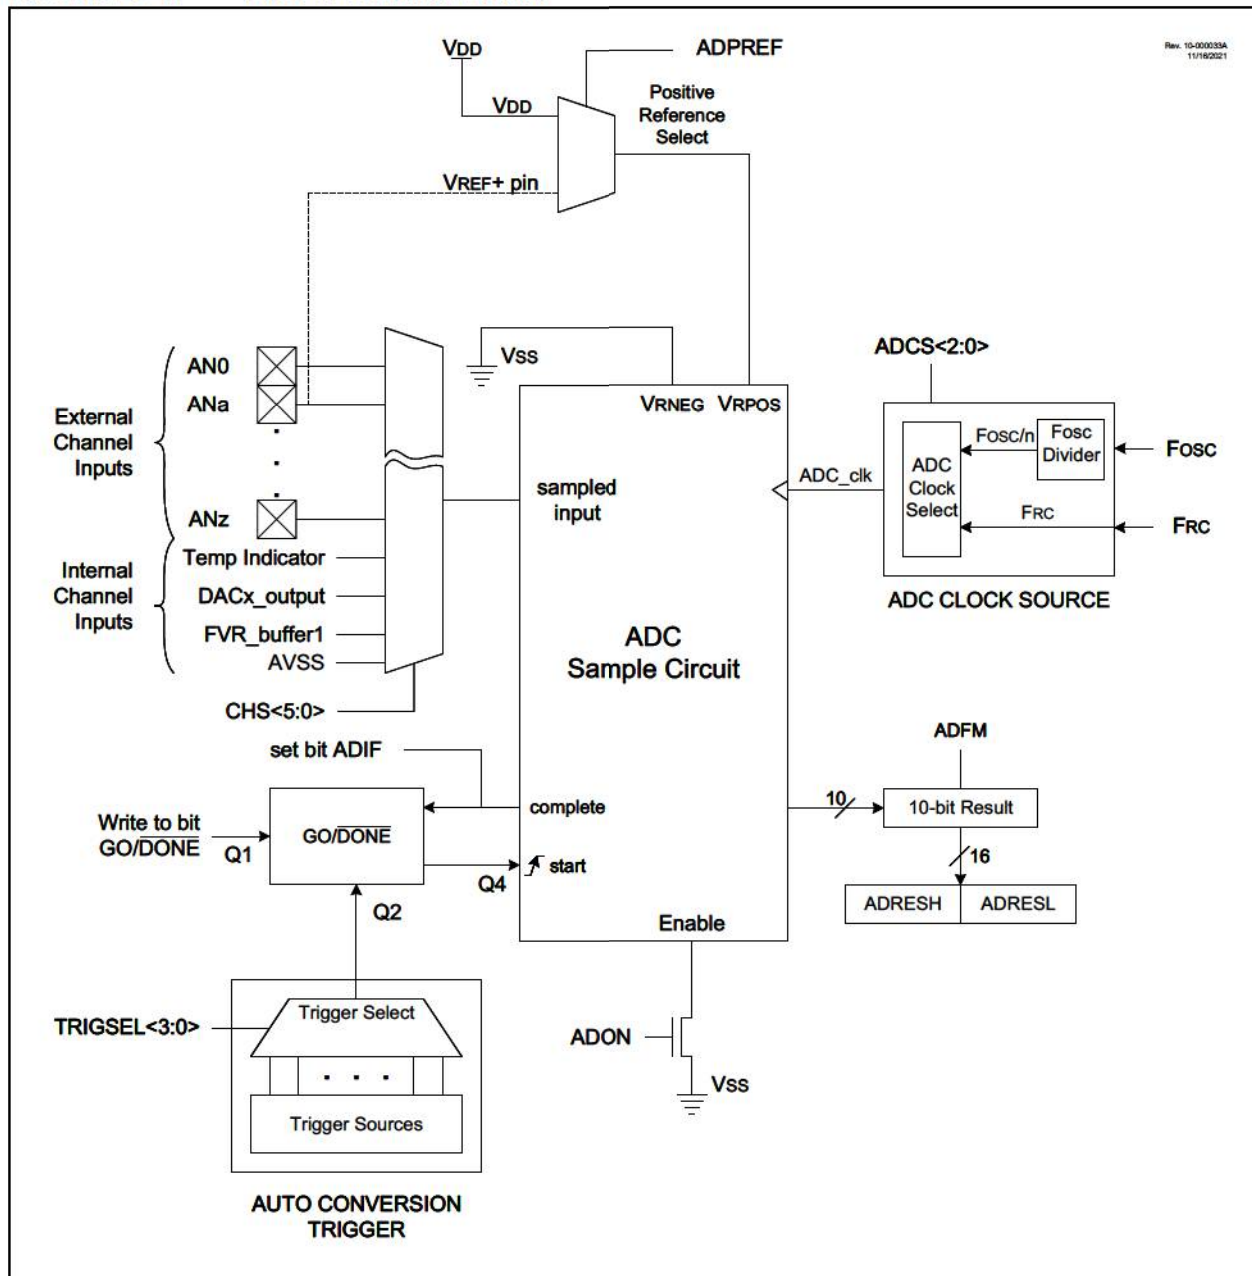 Rev. 10-000033A
11/16/2021
VDD
ADPREF
VDD
Positive
Reference
Select
VREF+ pin
VSS
ADCS<2:0>
External
Channel
Inputs
AN0
ANa
ANz
VRNEG
VRPOS
sampled
input
ADC_clk
ADC
Clock
Select
FOSC/n
Fosc
Divider
FOSC
FRC
FRC
ADC CLOCK SOURCE
Internal
Channel
Inputs
Temp Indicator
DACx_output
FVR_buffer1
AVSS
CHS<5:0>
ADC
Sample Circuit
set bit ADIF
ADFM
Write to bit
GO/DONE
Q1
GO/DONE
complete
Q4
start
10
10-bit Result
16
ADRESH
ADRESL
Q2
Enable
TRIGSEL<3:0>
Trigger Select
. . .
Trigger Sources
ADON
VSS
AUTO CONVERSION
TRIGGER